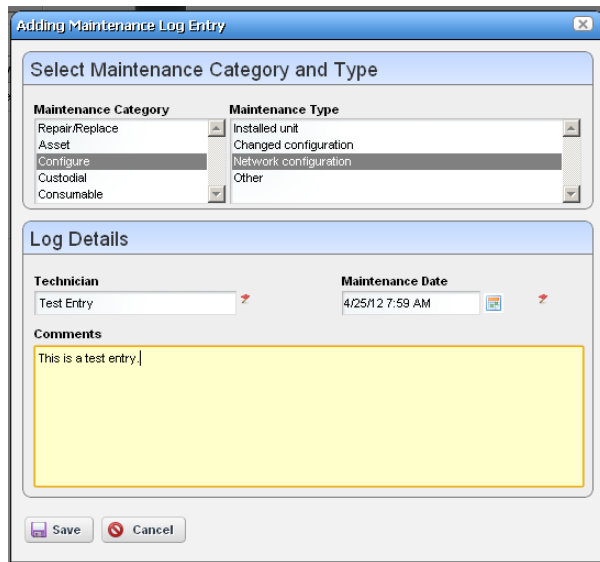 Adding Maintenance Log Entry
Select Maintenance Category and Type
Maintenance Category
Maintenance Type
Repair/Replace
Asset
Configure
Custodial
Consumable
Installed unit
Changed configuration
Network configuration
Other
Log Details
Technician
Maintenance Date
Test Entry
4/25/12 7:59 AM
Comments
This is a test entry.
Save
Cancel